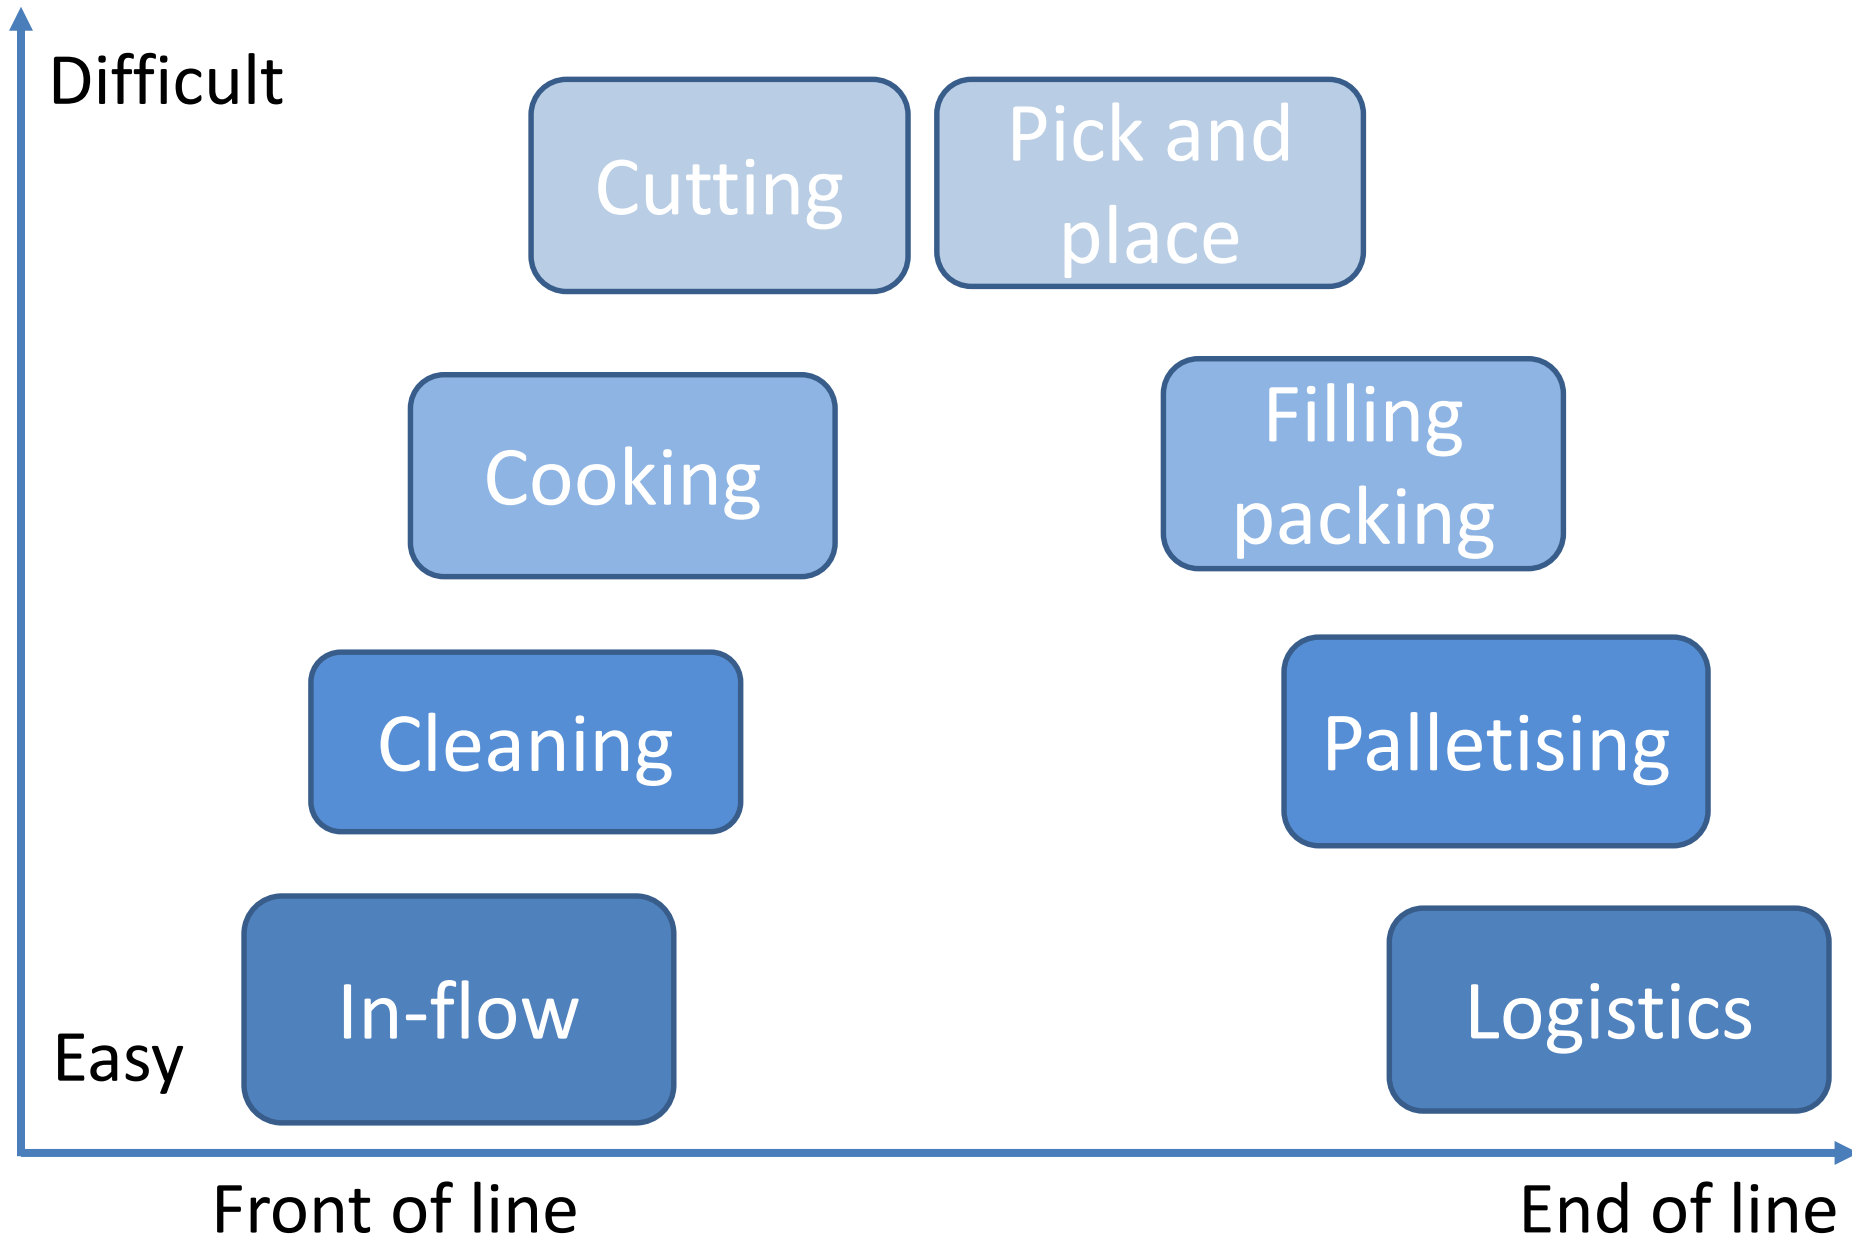 Difficult
Cutting
Pick and
place
Cooking
Filling
packing
Cleaning
Palletising
In-flow
Logistics
Easy
Front of line
End of line